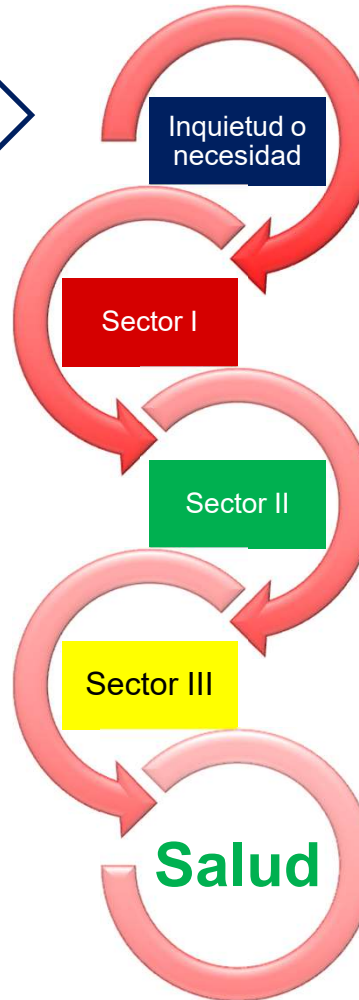 Inquietud o
necesidad
Sector I
Sector II
Sector III
Salud